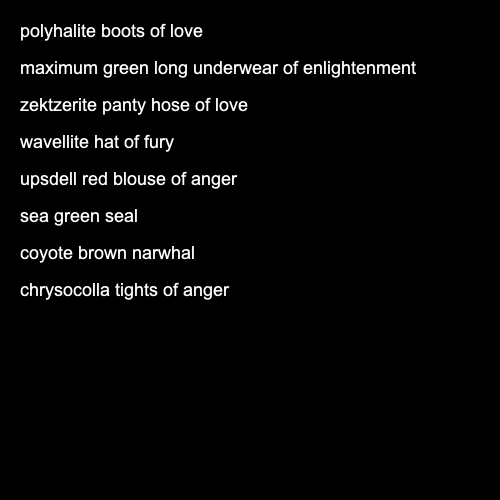 polyhalite boots of love
maximum green long underwear of enlightenment
zektzerite panty hose of love
wavellite hat of fury
upsdell red blouse of anger
sea green seal
coyote brown narwhal
chrysocolla tights of anger